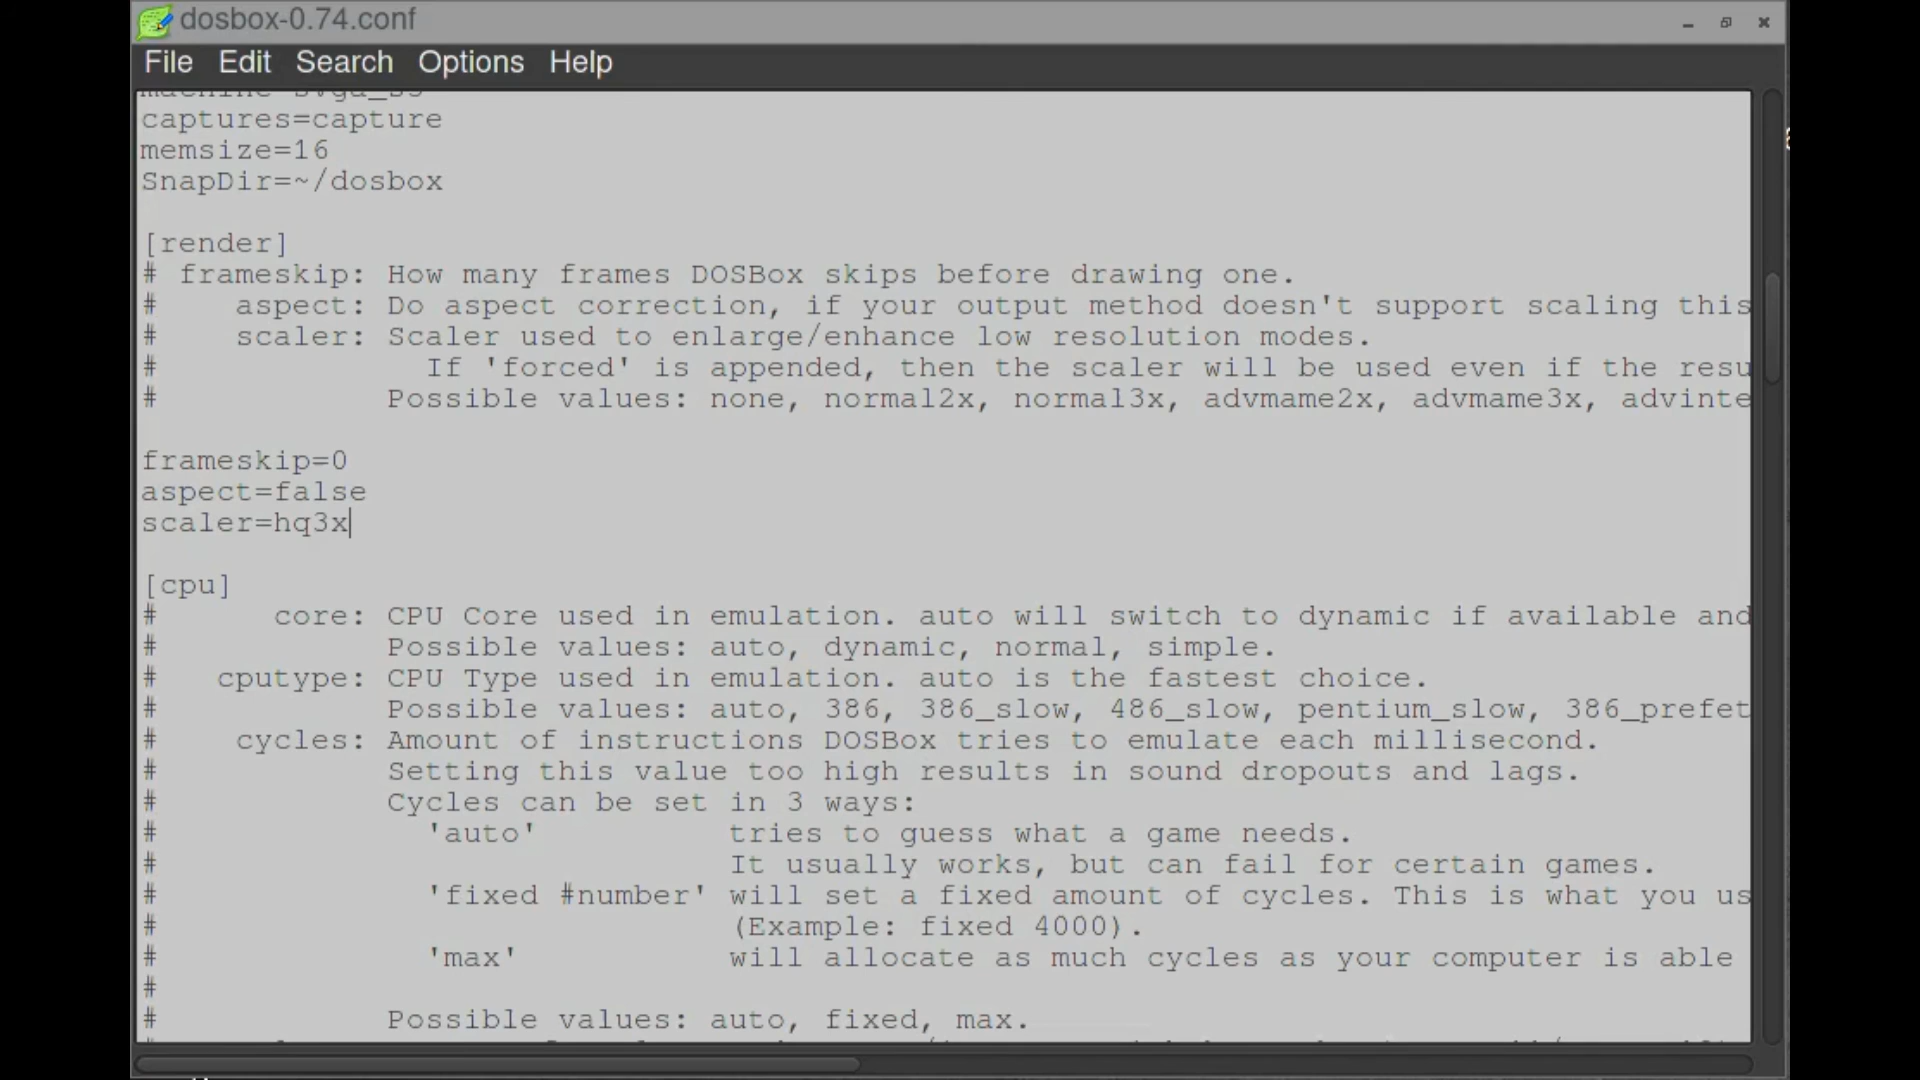 dosbox-0.74.conf
File Edit Search Options Help
captures=capture
memsize=16
SnapDir=~/dosbox
[render]
# frameskip: How many frames DOSBox skips before drawing one.
# aspect: Do aspect correction, if your output method doesn't support scaling this
# scaler: Scaler used to enlarge/enhance low resolution modes.
# If 'forced' is appended, then the scaler will be used even if the resu
# Possible values: none, normal2x, normal3x, advmame2x, advmame3x, advinte
frameskip=0
aspect=false
scaler=hq3x
[cpu]
# core: CPU Core used in emulation. auto will switch to dynamic if available and
# Possible values: auto, dynamic, normal, simple.
# cputype: CPU Type used in emulation. auto is the fastest choice.
# Possible values: auto, 386, 386_slow, 486_slow, pentium_slow, 386_prefet
# cycles: Amount of instructions DOSBox tries to emulate each millisecond.
# Setting this value too high results in sound dropouts and lags.
# Cycles can be set in 3 ways:
# 'auto' tries to guess what a game needs.
# It usually works, but can fail for certain games.
# 'fixed #number' will set a fixed amount of cycles. This is what you us
# (Example: fixed 4000).
# 'max' will allocate as much cycles as your computer is able
#
# Possible values: auto, fixed, max.